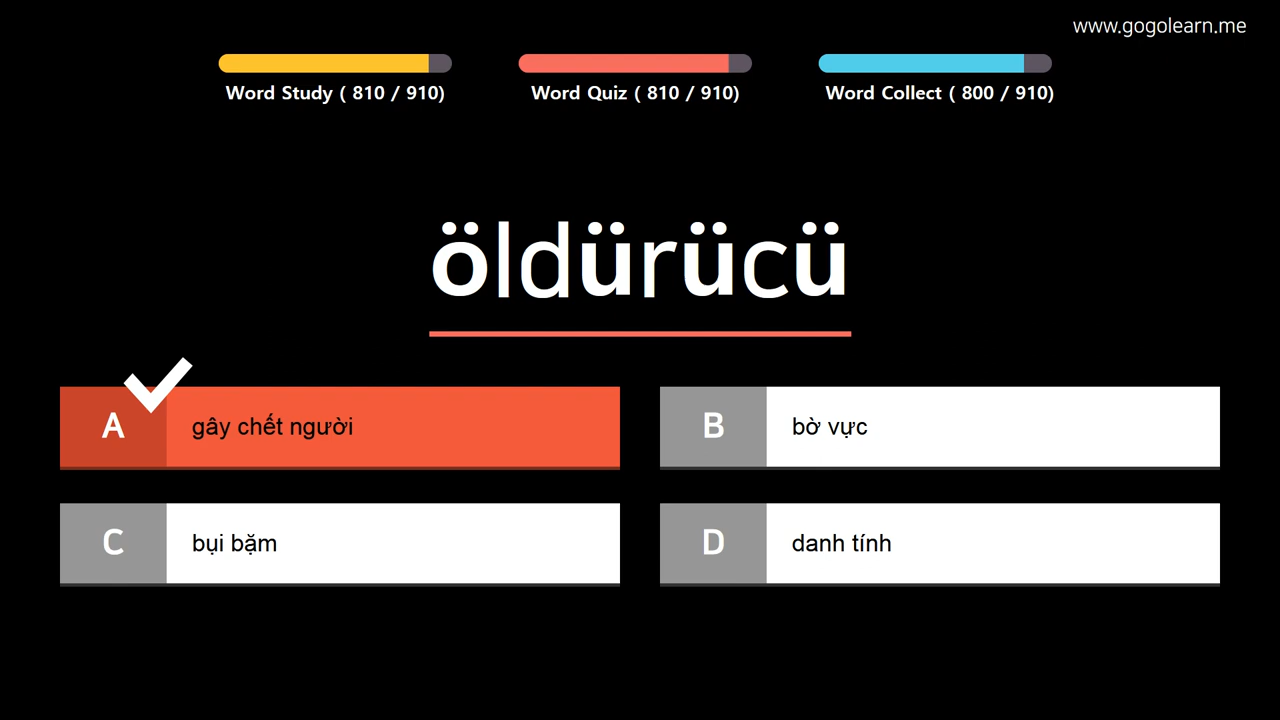 www.gogolearn.me
Word Study ( 810 / 910)
Word Quiz ( 810 / 910)
Word Collect ( 800 / 910)
öldürücü
A gây chết người
B bờ vực
C bụi bặm
D danh tính